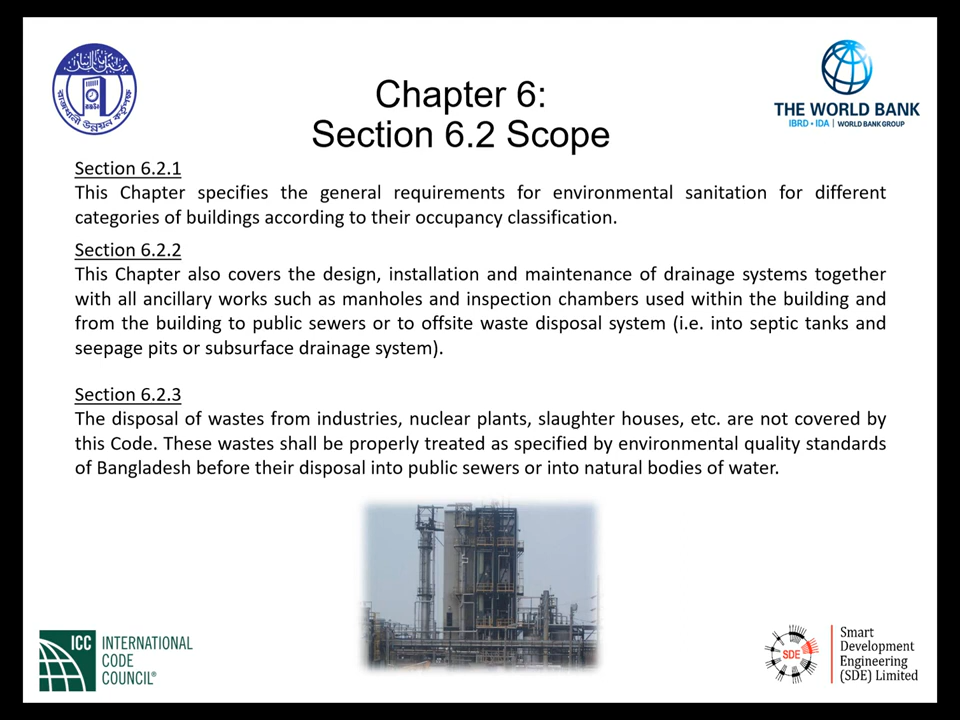 Chapter 6:
Section 6.2 Scope
রাজধানী উন্নয়ন কর্তৃপক্ষ
THE WORLD BANK
IBRD • IDA | WORLD BANK GROUP
Section 6.2.1
This Chapter specifies the general requirements for environmental sanitation for different
categories of buildings according to their occupancy classification.
Section 6.2.2
This Chapter also covers the design, installation and maintenance of drainage systems together
with all ancillary works such as manholes and inspection chambers used within the building and
from the building to public sewers or to offsite waste disposal system (i.e. into septic tanks and
seepage pits or subsurface drainage system).
Section 6.2.3
The disposal of wastes from industries, nuclear plants, slaughter houses, etc. are not covered by
this Code. These wastes shall be properly treated as specified by environmental quality standards
of Bangladesh before their disposal into public sewers or into natural bodies of water.
ICC INTERNATIONAL
CODE
COUNCIL®
SDE
Smart
Development
Engineering
(SDE) Limited